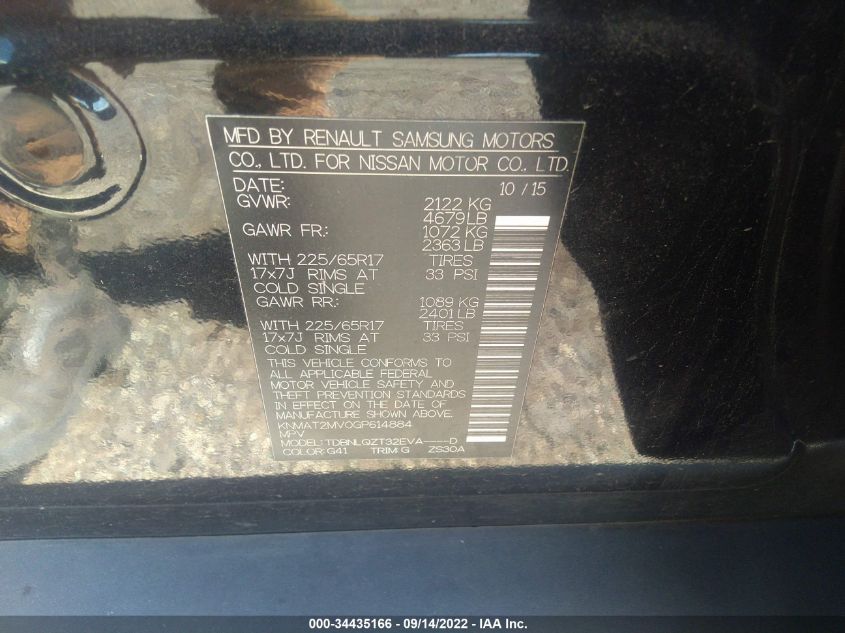 MFD BY RENAULT SAMSUNG MOTORS
CO., LTD. FOR NISSAN MOTOR CO., LTD.
DATE: 10 / 15
GVWR: 2122 KG
4679 LB
GAWR FR: 1072 KG
2363 LB
WITH 225/65R17 TIRES
17x7J RIMS AT 33 PSI
COLD SINGLE
GAWR RR: 1089 KG
2401 LB
WITH 225/65R17 TIRES
17x7J RIMS AT 33 PSI
COLD SINGLE
THIS VEHICLE CONFORMS TO
ALL APPLICABLE FEDERAL
MOTOR VEHICLE SAFETY AND
THEFT PREVENTION STANDARDS
IN EFFECT ON THE DATE OF
MANUFACTURE SHOWN ABOVE.
KNMAT2MV0GP614884
MPV
MODEL: TDBNLQZT32EVA----D
COLOR: G41 TRIM: G ZS30A
000-34435166 - 09/14/2022 - IAA Inc.